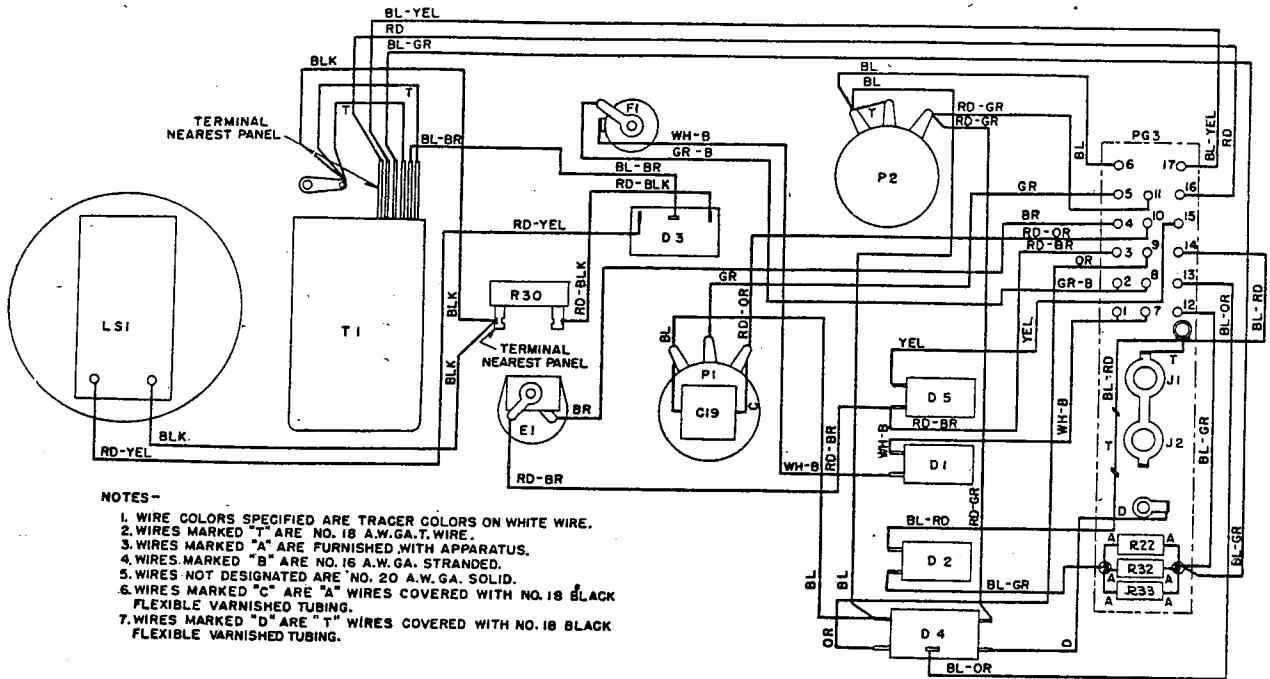 BL-YEL
RD
BL-GR
BLK
T
T
TERMINAL
NEAREST PANEL
BL-BR
F1
WH-B
GR-B
BL-BR
RD-BLK
RD-YEL
D 3
BL
BL
T
RD-GR
RD-GR
P2
PG3
BL-YEL
RD
BL
6
17
16
GR
5
11
BR
4
10
15
RD-OR
RD-BR
3
9
14
OR
GR-B
2
8
13
1
7
12
BL-OR
BL-RD
LS1
T1
BLK
R30
RD-BLK
TERMINAL
NEAREST PANEL
BLK
GR
RD-OR
BL
P1
C19
C
E1
BR
BLK.
RD-YEL
RD-BR
RD-BR
YEL
YEL
D 5
RD-BR
WH-B
WH-B
D1
WH-B
BL-RD
T
T
J1
J2
BL-GR
RD-GR
BL-RD
D 2
BL-GR
BL
BL
OR
D 4
D
BL-OR
D
A
R22
A
A
R32
A
A
R33
A
BL-GR
NOTES-
1. WIRE COLORS SPECIFIED ARE TRACER COLORS ON WHITE WIRE.
2. WIRES MARKED "T" ARE NO. 18 A.W.GA.T. WIRE.
3. WIRES MARKED "A" ARE FURNISHED WITH APPARATUS.
4. WIRES MARKED "B" ARE NO. 16 A.W. GA. STRANDED.
5. WIRES NOT DESIGNATED ARE NO. 20 A.W. GA. SOLID.
6. WIRES MARKED "C" ARE "A" WIRES COVERED WITH NO. 18 BLACK
FLEXIBLE VARNISHED TUBING.
7. WIRES MARKED "D" ARE "T" WIRES COVERED WITH NO. 18 BLACK
FLEXIBLE VARNISHED TUBING.